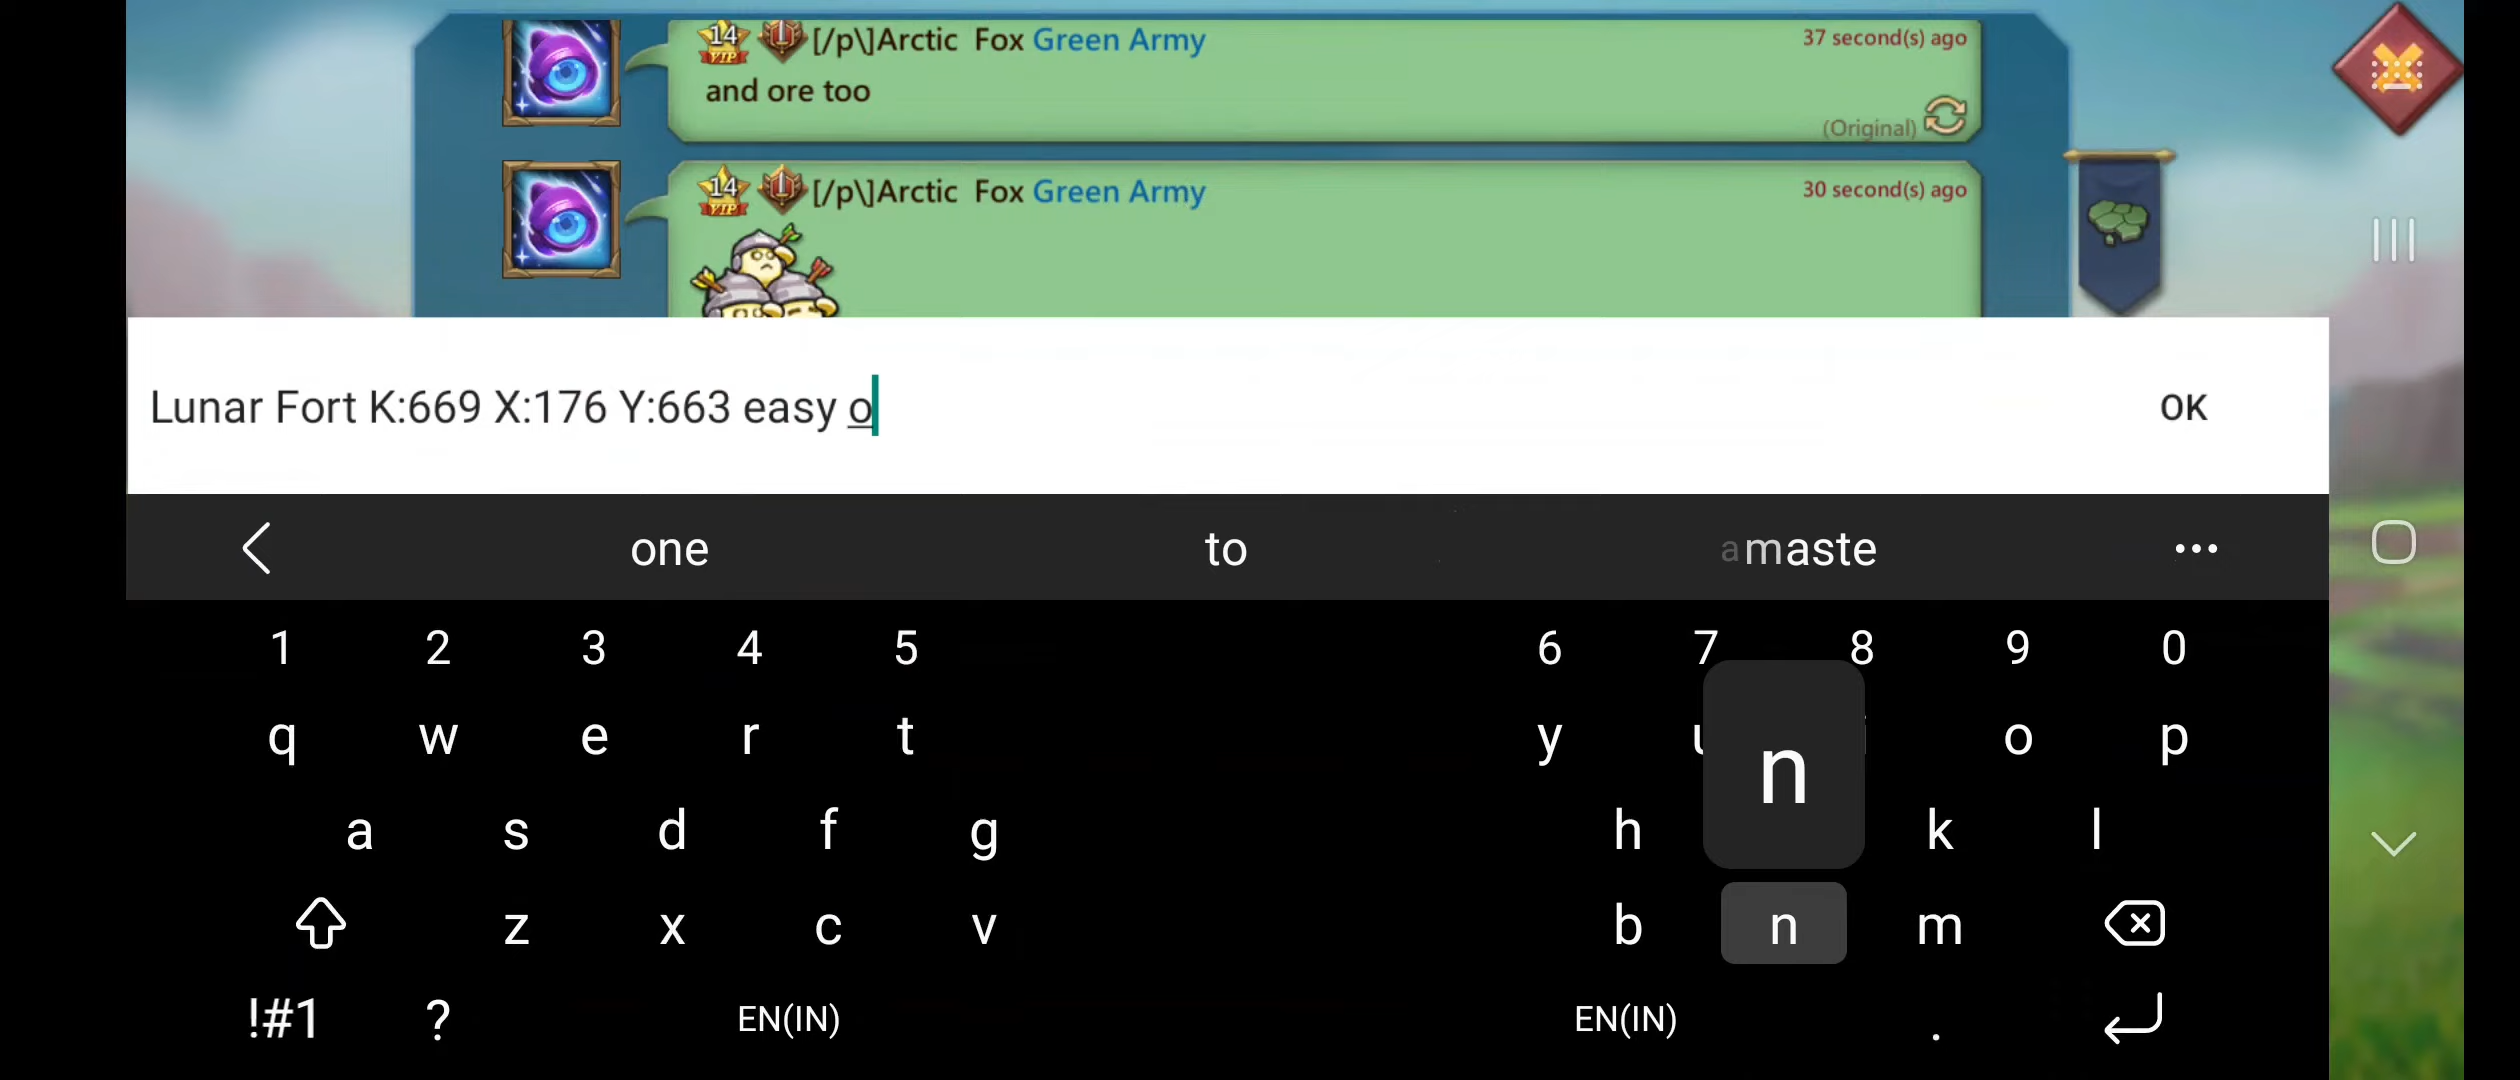 14 VIP [/p\]Arctic Fox Green Army 37 second(s) ago
and ore too
(Original)
14 VIP [/p\]Arctic Fox Green Army 30 second(s) ago
Lunar Fort K:669 X:176 Y:663 easy o OK
one to amaste
1 2 3 4 5 6 7 8 9 0
q w e r t y u o p
n
a s d f g h k l
z x c v b n m
!#1 ? EN(IN) EN(IN) .